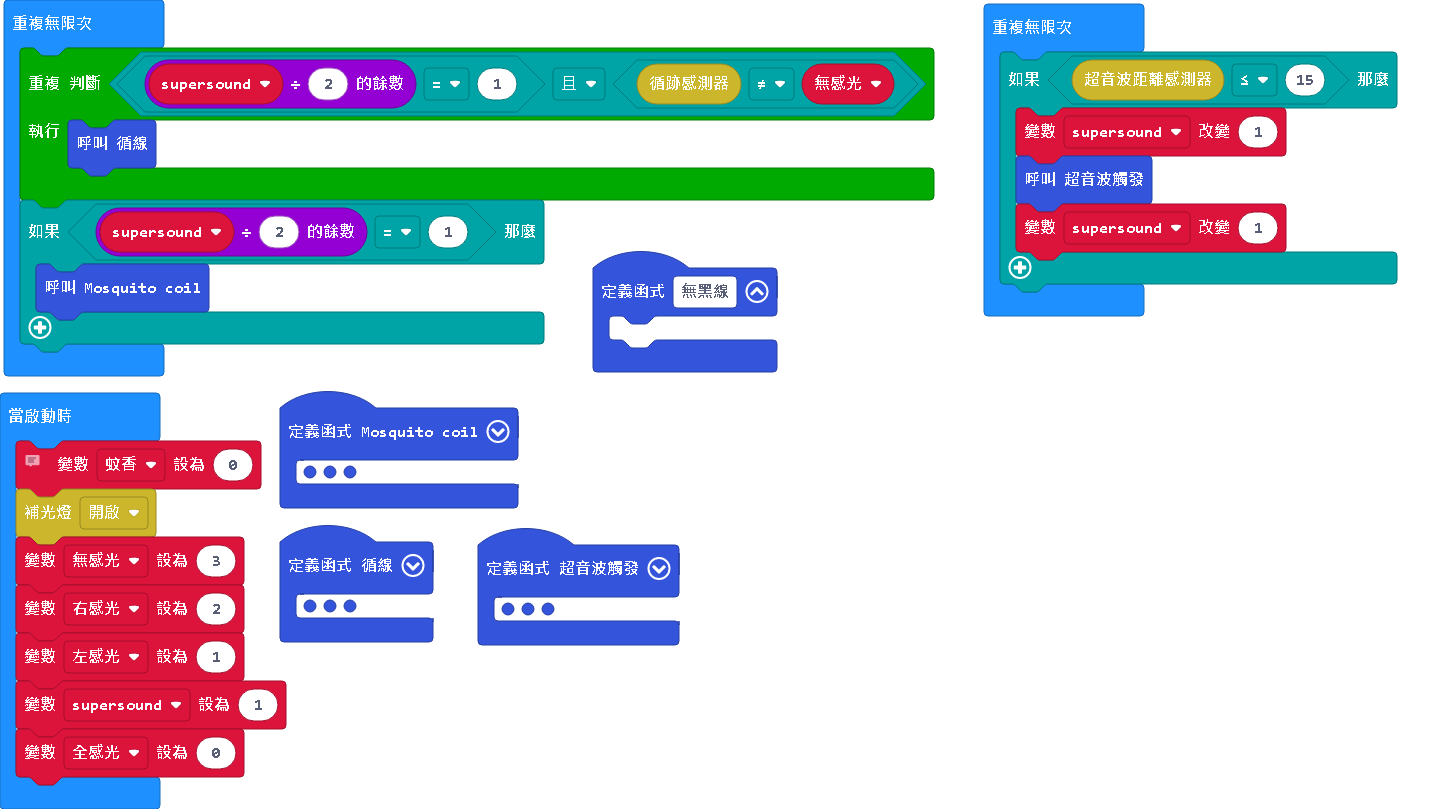 重複無限次
重複 判斷 supersound ÷ 2 的餘數 = 1 且 循跡感測器 ≠ 無感光
執行 呼叫 循線
如果 supersound ÷ 2 的餘數 = 1 那麼
呼叫 Mosquito coil
定義函式 無黑線
重複無限次
如果 超音波距離感測器 ≤ 15 那麼
變數 supersound 改變 1
呼叫 超音波觸發
變數 supersound 改變 1
當啟動時
變數 蚊香 設為 0
補光燈 開啟
變數 無感光 設為 3
變數 右感光 設為 2
變數 左感光 設為 1
變數 supersound 設為 1
變數 全感光 設為 0
定義函式 Mosquito coil
定義函式 循線
定義函式 超音波觸發